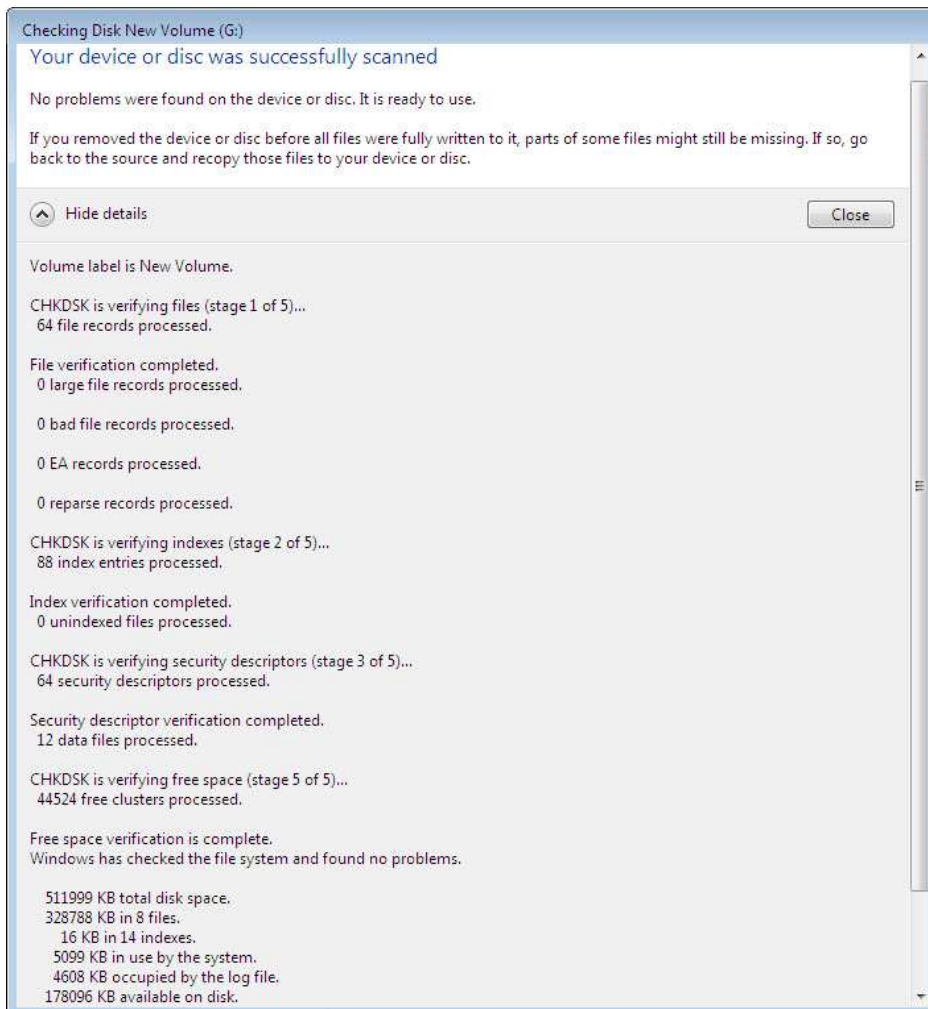 Checking Disk New Volume (G:)
Your device or disc was successfully scanned
No problems were found on the device or disc. It is ready to use.
If you removed the device or disc before all files were fully written to it, parts of some files might still be missing. If so, go
back to the source and recopy those files to your device or disc.
Hide details
Close
Volume label is New Volume.
CHKDSK is verifying files (stage 1 of 5)...
64 file records processed.
File verification completed.
0 large file records processed.
0 bad file records processed.
0 EA records processed.
0 reparse records processed.
CHKDSK is verifying indexes (stage 2 of 5)...
88 index entries processed.
Index verification completed.
0 unindexed files processed.
CHKDSK is verifying security descriptors (stage 3 of 5)...
64 security descriptors processed.
Security descriptor verification completed.
12 data files processed.
CHKDSK is verifying free space (stage 5 of 5)...
44524 free clusters processed.
Free space verification is complete.
Windows has checked the file system and found no problems.
511999 KB total disk space.
328788 KB in 8 files.
16 KB in 14 indexes.
5099 KB in use by the system.
4608 KB occupied by the log file.
178096 KB available on disk.